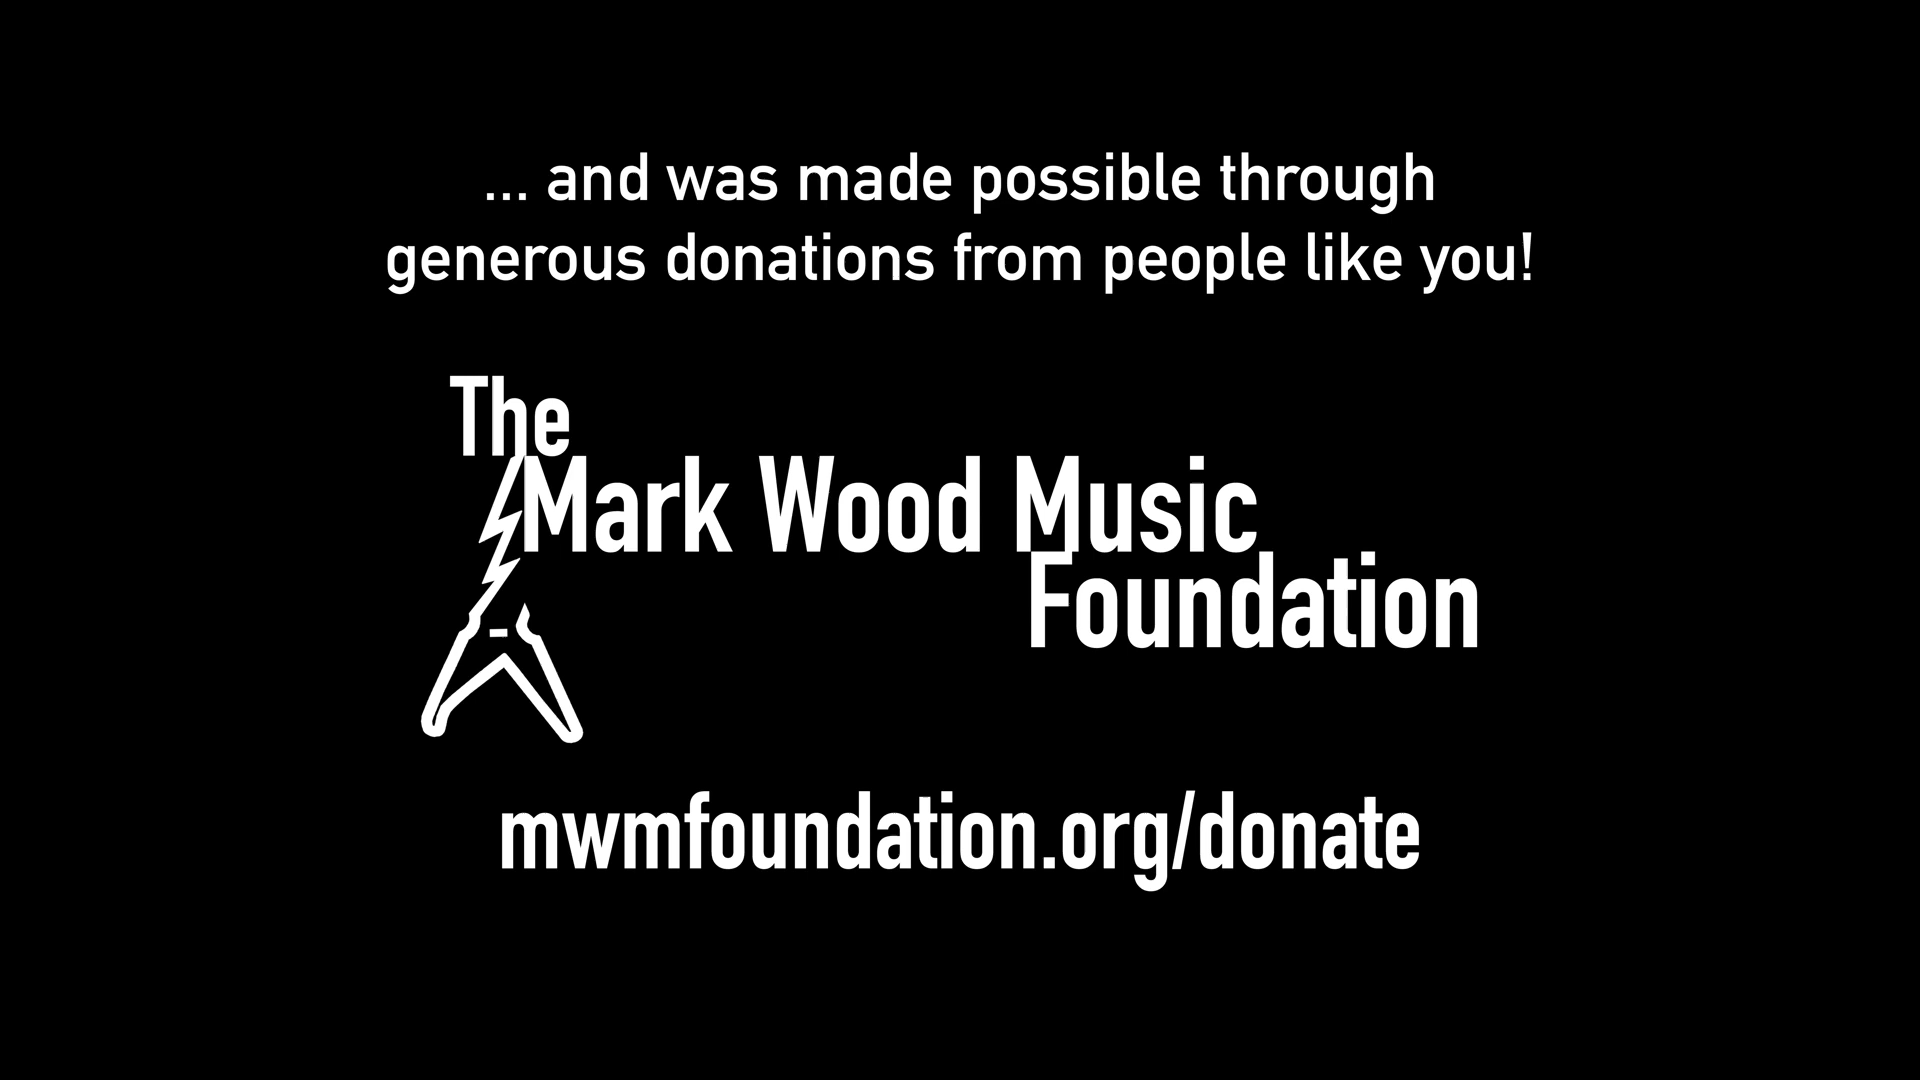 ... and was made possible through
generous donations from people like you!
The
Mark Wood Music
Foundation
mwmfoundation.org/donate